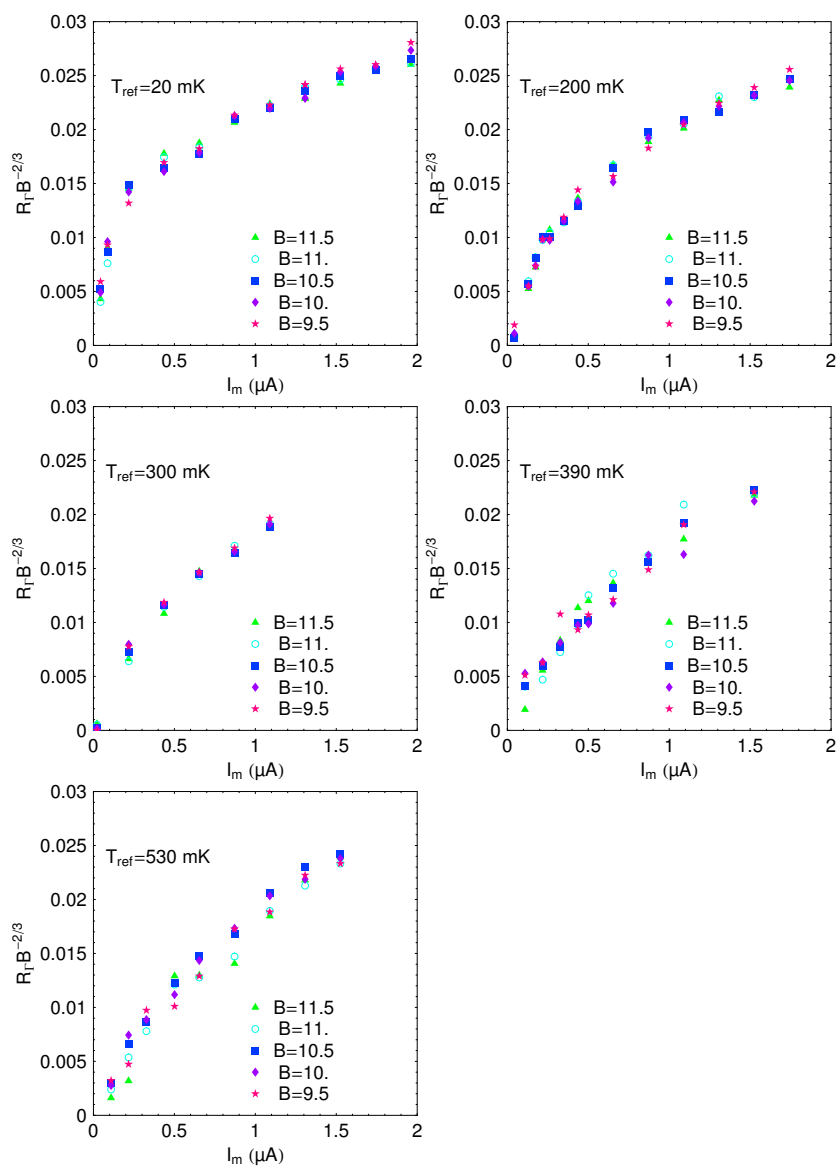 0.03
0.025
0.02
0.015
0.01
0.005
0
R_Γ B^{-2/3}
T_ref=20 mK
B=11.5
B=11.
B=10.5
B=10.
B=9.5
0 0.5 1 1.5 2
I_m (μA)
0.03
0.025
0.02
0.015
0.01
0.005
0
R_Γ B^{-2/3}
T_ref=200 mK
B=11.5
B=11.
B=10.5
B=10.
B=9.5
0 0.5 1 1.5 2
I_m (μA)
0.03
0.025
0.02
0.015
0.01
0.005
0
R_Γ B^{-2/3}
T_ref=300 mK
B=11.5
B=11.
B=10.5
B=10.
B=9.5
0 0.5 1 1.5 2
I_m (μA)
0.03
0.025
0.02
0.015
0.01
0.005
0
R_Γ B^{-2/3}
T_ref=390 mK
B=11.5
B=11.
B=10.5
B=10.
B=9.5
0 0.5 1 1.5 2
I_m (μA)
0.03
0.025
0.02
0.015
0.01
0.005
0
R_Γ B^{-2/3}
T_ref=530 mK
B=11.5
B=11.
B=10.5
B=10.
B=9.5
0 0.5 1 1.5 2
I_m (μA)